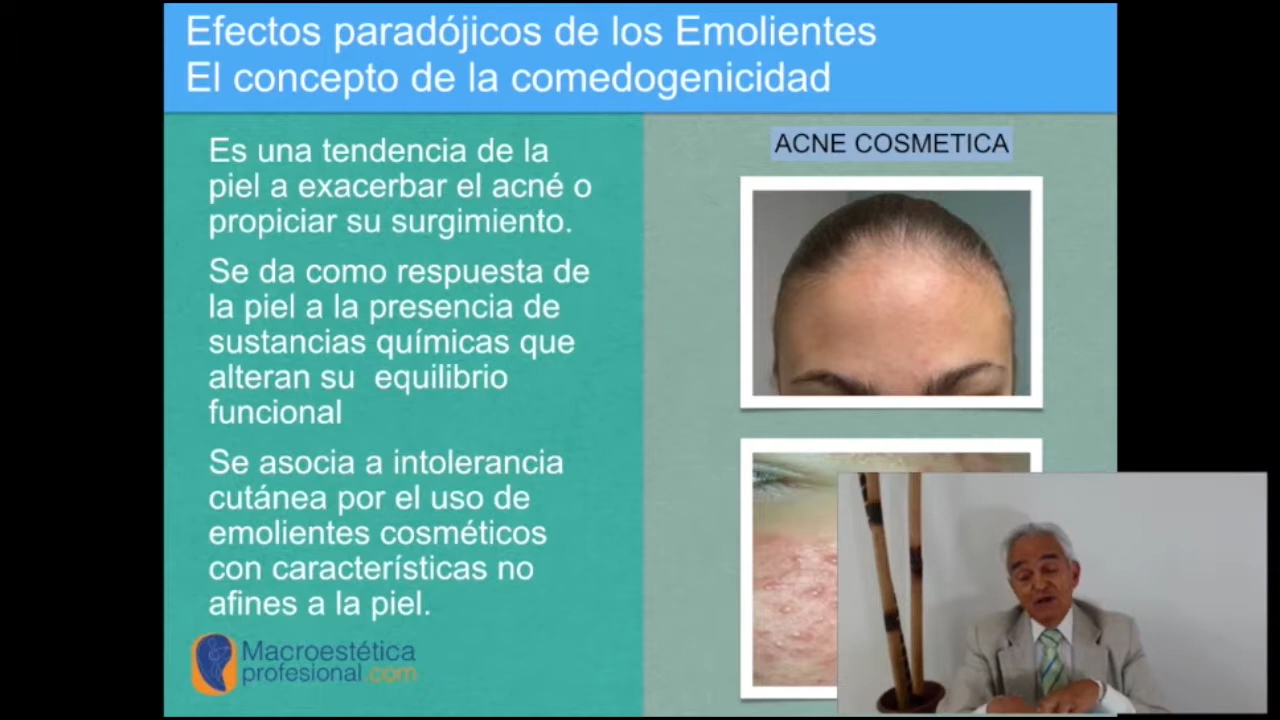 Efectos paradójicos de los Emolientes
El concepto de la comedogenicidad
Es una tendencia de la
piel a exacerbar el acné o
propiciar su surgimiento.
Se da como respuesta de
la piel a la presencia de
sustancias químicas que
alteran su  equilibrio
funcional
Se asocia a intolerancia
cutánea por el uso de
emolientes cosméticos
con características no
afines a la piel.
ACNE COSMETICA
Macroestética
profesional.com